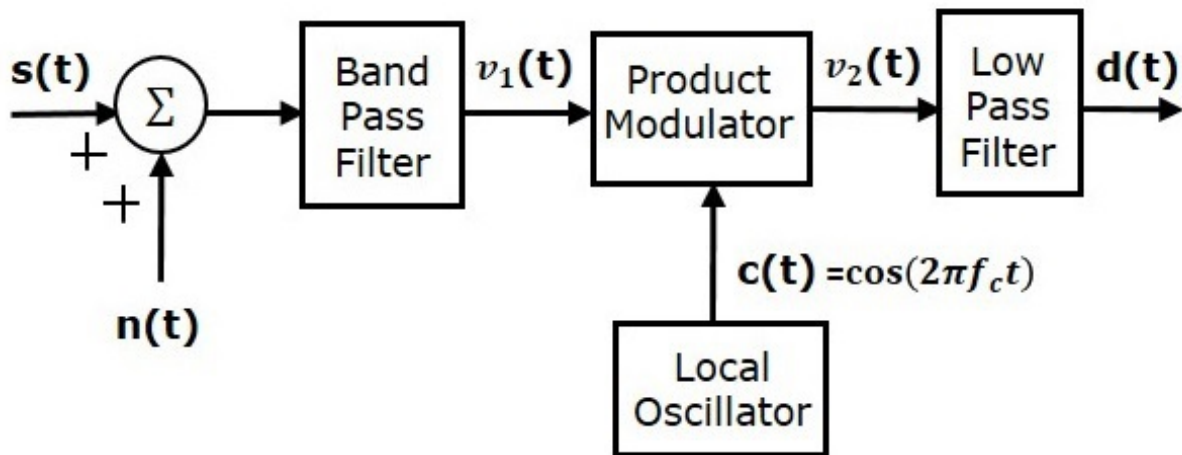 s(t)
+
+
Σ
n(t)
Band
Pass
Filter
𝑣₁(t)
Product
Modulator
𝑣₂(t)
Low
Pass
Filter
d(t)
c(t) =cos(2π𝑓_c t)
Local
Oscillator